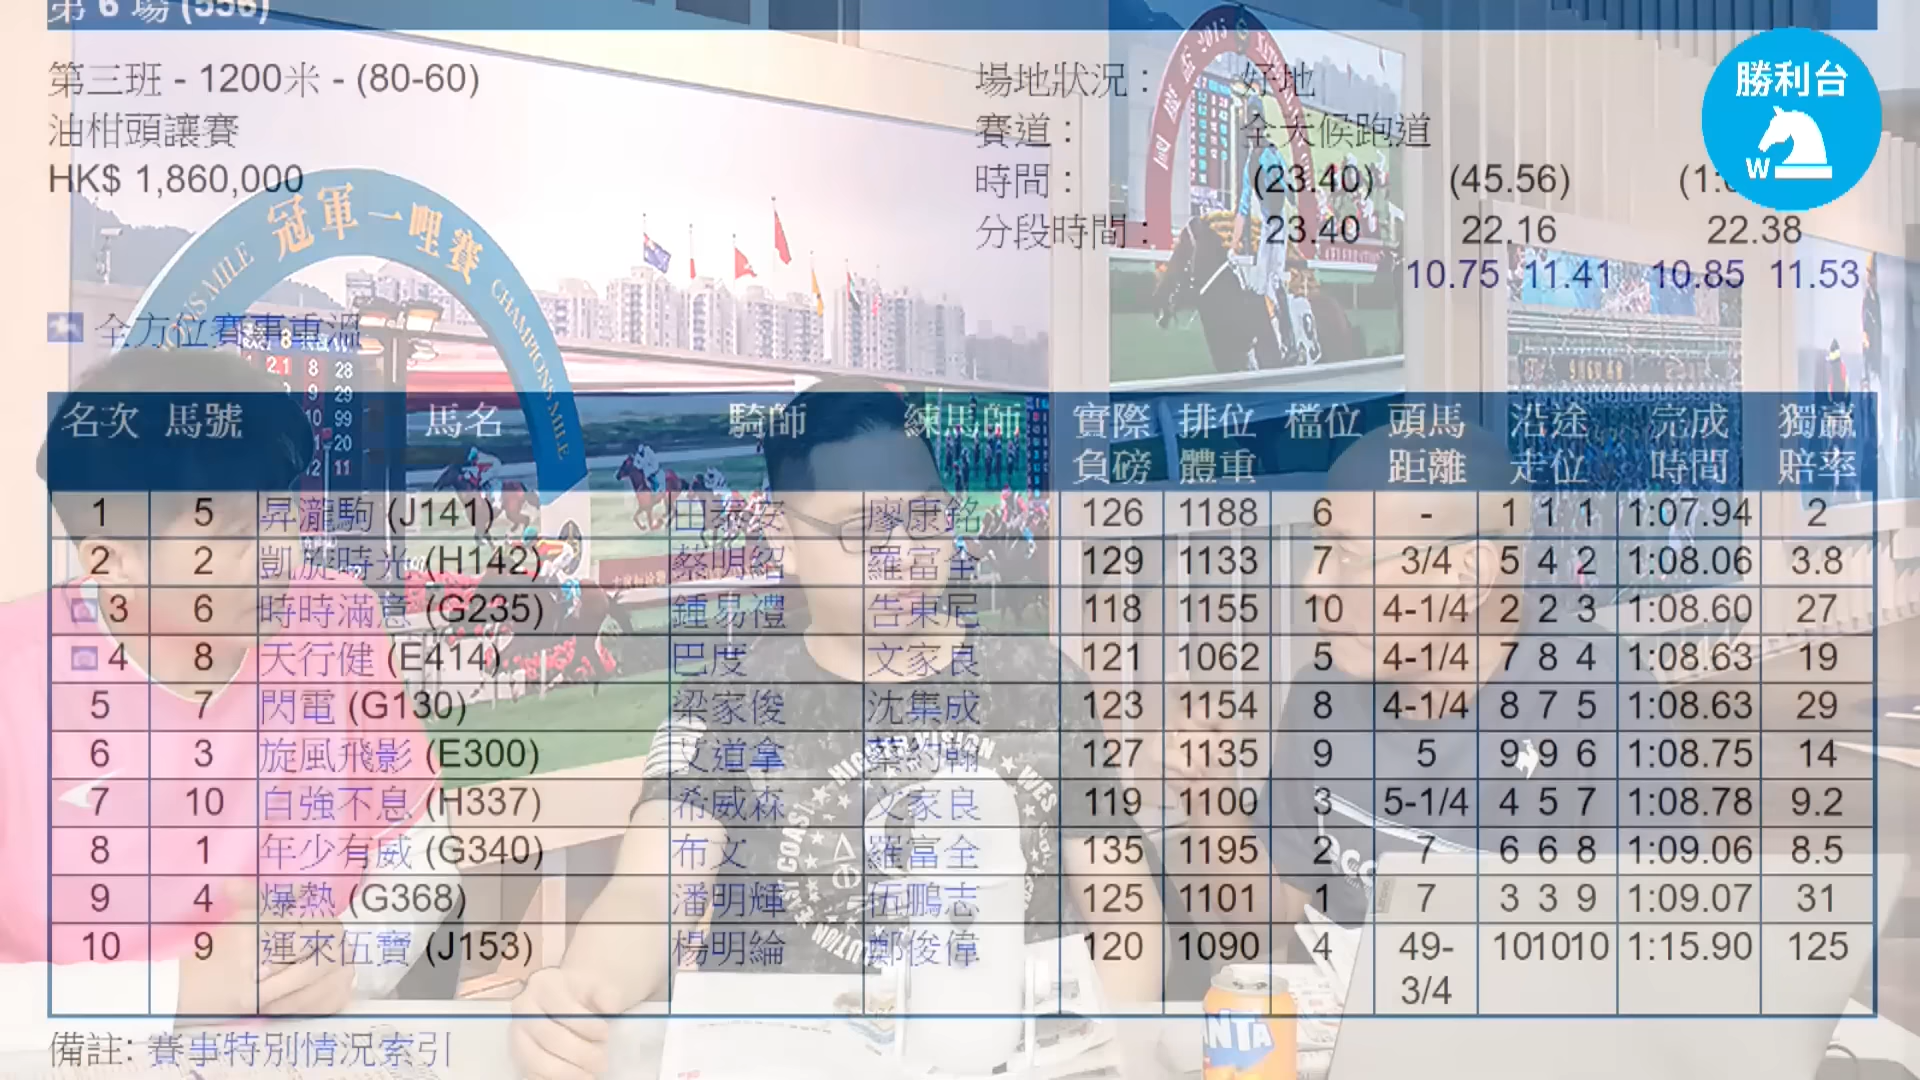 第 6 場 (556)
第三班 - 1200米 - (80-60)
場地狀況 : 好地
勝利台
W
油柑頭讓賽
賽道 : 全天候跑道
HK$ 1,860,000
時間 : (23.40) (45.56)
分段時間 : 23.40 22.16 22.38
10.75 11.41 10.85 11.53
冠軍一哩賽
CHAMPIONS MILE
全方位賽事重溫
名次 馬號 馬名 騎師 練馬師 實際負磅 排位體重 檔位 頭馬距離 沿途走位 完成時間 獨贏賠率
1 5 昇瀧駒 (J141) 田泰安 廖康銘 126 1188 6 - 1 1 1 1:07.94 2
2 2 凱旋時光 (H142) 蔡明紹 羅富全 129 1133 7 3/4 5 4 2 1:08.06 3.8
3 6 時時滿意 (G235) 鍾易禮 告東尼 118 1155 10 4-1/4 2 2 3 1:08.60 27
4 8 天行健 (E414) 巴度 文家良 121 1062 5 4-1/4 7 8 4 1:08.63 19
5 7 閃電 (G130) 梁家俊 沈集成 123 1154 8 4-1/4 8 7 5 1:08.63 29
6 3 旋風飛影 (E300) 艾道拿 蔡約翰 127 1135 9 5 9 9 6 1:08.75 14
7 10 自強不息 (H337) 希威森 文家良 119 1100 3 5-1/4 4 5 7 1:08.78 9.2
8 1 年少有威 (G340) 布文 羅富全 135 1195 2 7 6 6 8 1:09.06 8.5
9 4 爆熱 (G368) 潘明輝 伍鵬志 125 1101 1 7 3 3 9 1:09.07 31
10 9 運來伍寶 (J153) 楊明綸 鄭俊偉 120 1090 4 49-3/4 10 10 10 1:15.90 125
備註: 賽事特別情況索引